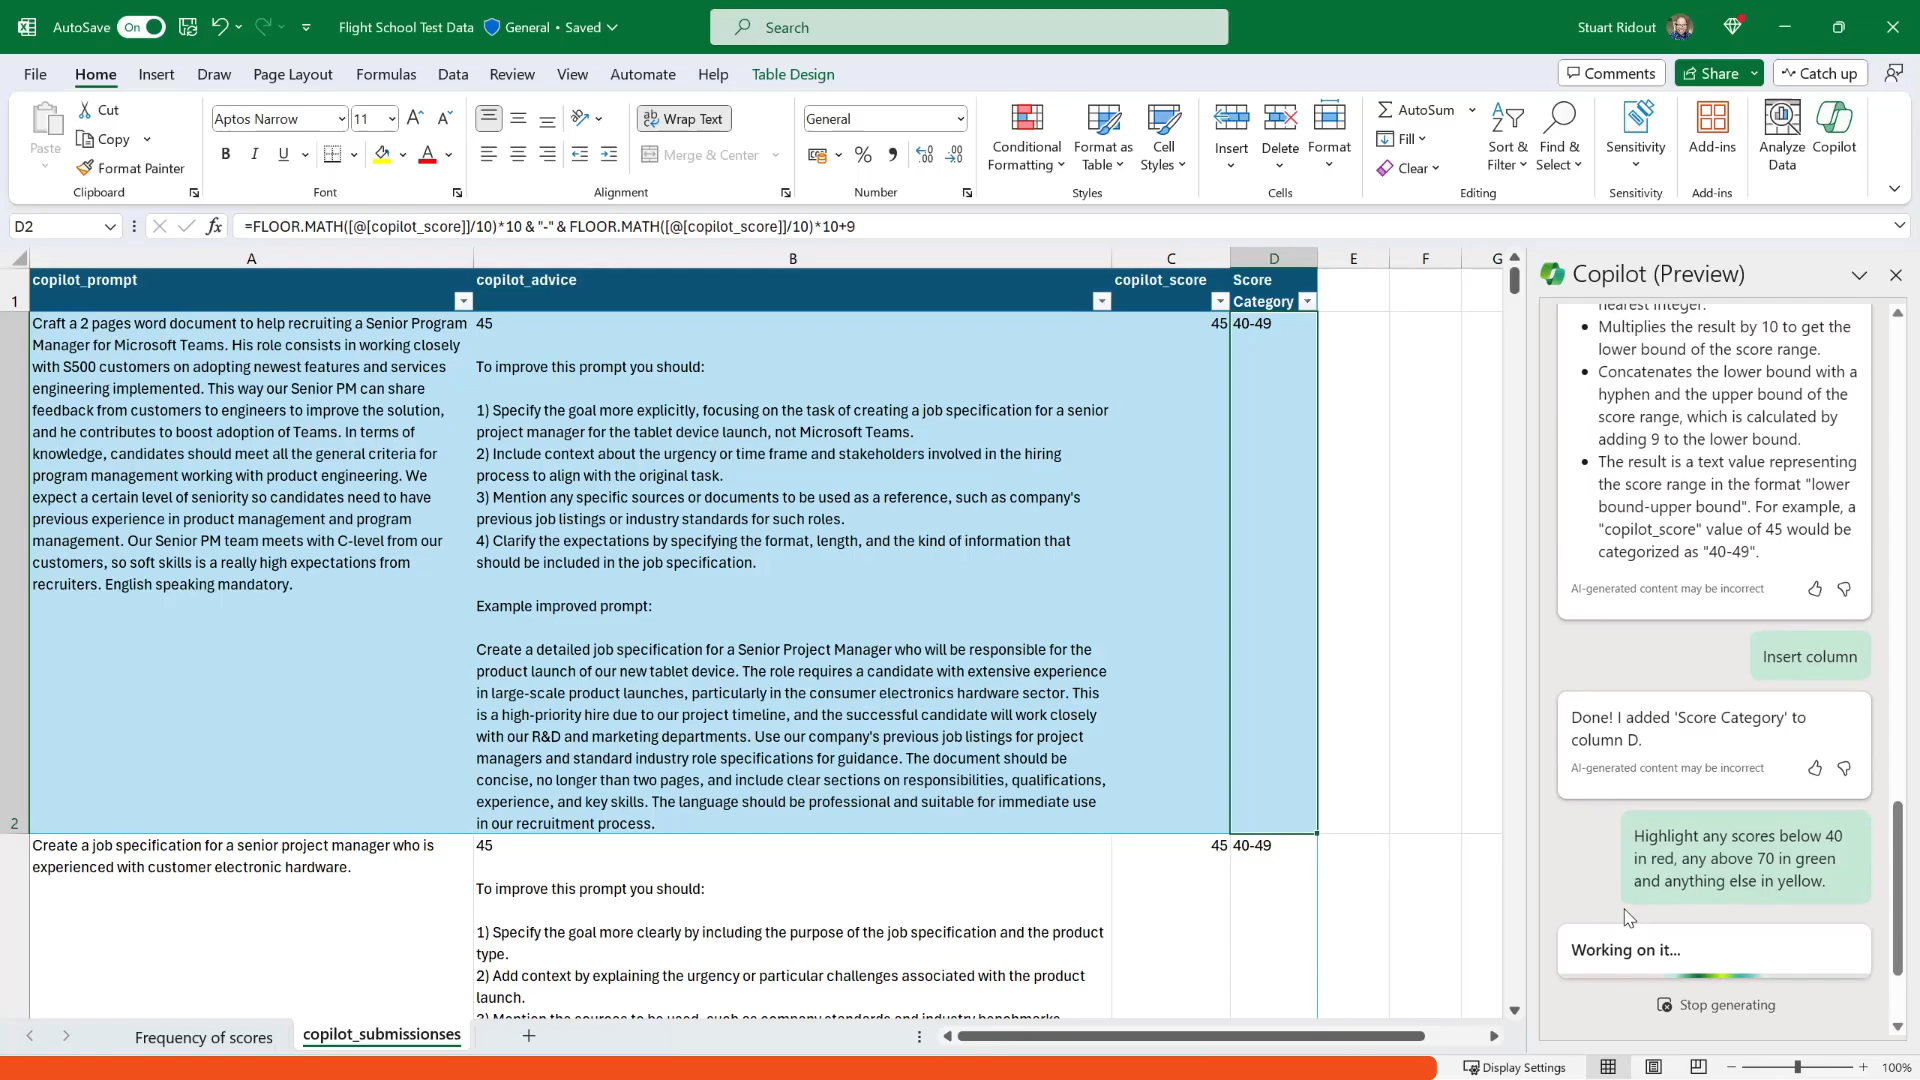 AutoSave
On
Flight School Test Data
General • Saved
Search
Stuart Ridout
File
Home
Insert
Draw
Page Layout
Formulas
Data
Review
View
Automate
Help
Table Design
Comments
Share
Catch up
Paste
Cut
Copy
Format Painter
Clipboard
Aptos Narrow
11
B
I
U
Font
Wrap Text
Merge & Center
Alignment
General
Number
Conditional
Formatting
Format as
Table
Cell
Styles
Styles
Insert
Delete
Format
Cells
AutoSum
Fill
Clear
Sort &
Filter
Find &
Select
Editing
Sensitivity
Sensitivity
Add-ins
Add-ins
Analyze
Data
Copilot
D2
fx
=FLOOR.MATH([@[copilot_score]]/10)*10 & "-" & FLOOR.MATH([@[copilot_score]]/10)*10+9
A
B
C
D
E
F
G
1
copilot_prompt
copilot_advice
copilot_score
Score
Category
2
Craft a 2 pages word document to help recruiting a Senior Program
Manager for Microsoft Teams. His role consists in working closely
with S500 customers on adopting newest features and services
engineering implemented. This way our Senior PM can share
feedback from customers to engineers to improve the solution,
and he contributes to boost adoption of Teams. In terms of
knowledge, candidates should meet all the general criteria for
program management working with product engineering. We
expect a certain level of seniority so candidates need to have
previous experience in product management and program
management. Our Senior PM team meets with C-level from our
customers, so soft skills is a really high expectations from
recruiters. English speaking mandatory.
45
To improve this prompt you should:
1) Specify the goal more explicitly, focusing on the task of creating a job specification for a senior
project manager for the tablet device launch, not Microsoft Teams.
2) Include context about the urgency or time frame and stakeholders involved in the hiring
process to align with the original task.
3) Mention any specific sources or documents to be used as a reference, such as company's
previous job listings or industry standards for such roles.
4) Clarify the expectations by specifying the format, length, and the kind of information that
should be included in the job specification.
Example improved prompt:
Create a detailed job specification for a Senior Project Manager who will be responsible for the
product launch of our new tablet device. The role requires a candidate with extensive experience
in large-scale product launches, particularly in the consumer electronics hardware sector. This
is a high-priority hire due to our project timeline, and the successful candidate will work closely
with our R&D and marketing departments. Use our company's previous job listings for project
managers and standard industry role specifications for guidance. The document should be
concise, no longer than two pages, and include clear sections on responsibilities, qualifications,
experience, and key skills. The language should be professional and suitable for immediate use
in our recruitment process.
45
40-49
Create a job specification for a senior project manager who is
experienced with customer electronic hardware.
45
To improve this prompt you should:
1) Specify the goal more clearly by including the purpose of the job specification and the product
type.
2) Add context by explaining the urgency or particular challenges associated with the product
launch.
3) Mention the sources to be used, such as company standards and industry benchmarks
45
40-49
Copilot (Preview)
nearest integer.
• Multiplies the result by 10 to get the
lower bound of the score range.
• Concatenates the lower bound with a
hyphen and the upper bound of the
score range, which is calculated by
adding 9 to the lower bound.
• The result is a text value representing
the score range in the format "lower
bound-upper bound". For example, a
"copilot_score" value of 45 would be
categorized as "40-49".
AI-generated content may be incorrect
Insert column
Done! I added 'Score Category' to
column D.
AI-generated content may be incorrect
Highlight any scores below 40
in red, any above 70 in green
and anything else in yellow.
Working on it...
Stop generating
Frequency of scores
copilot_submissionses
Display Settings
100%